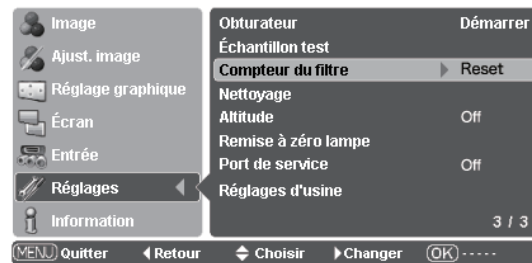 Image
Ajust. image
Réglage graphique
Écran
Entrée
Réglages
Information
Obturateur Démarrer
Échantillon test
Compteur du filtre Reset
Nettoyage
Altitude Off
Remise à zéro lampe
Port de service Off
Réglages d'usine
3 / 3
MENU Quitter Retour Choisir Changer OK -----